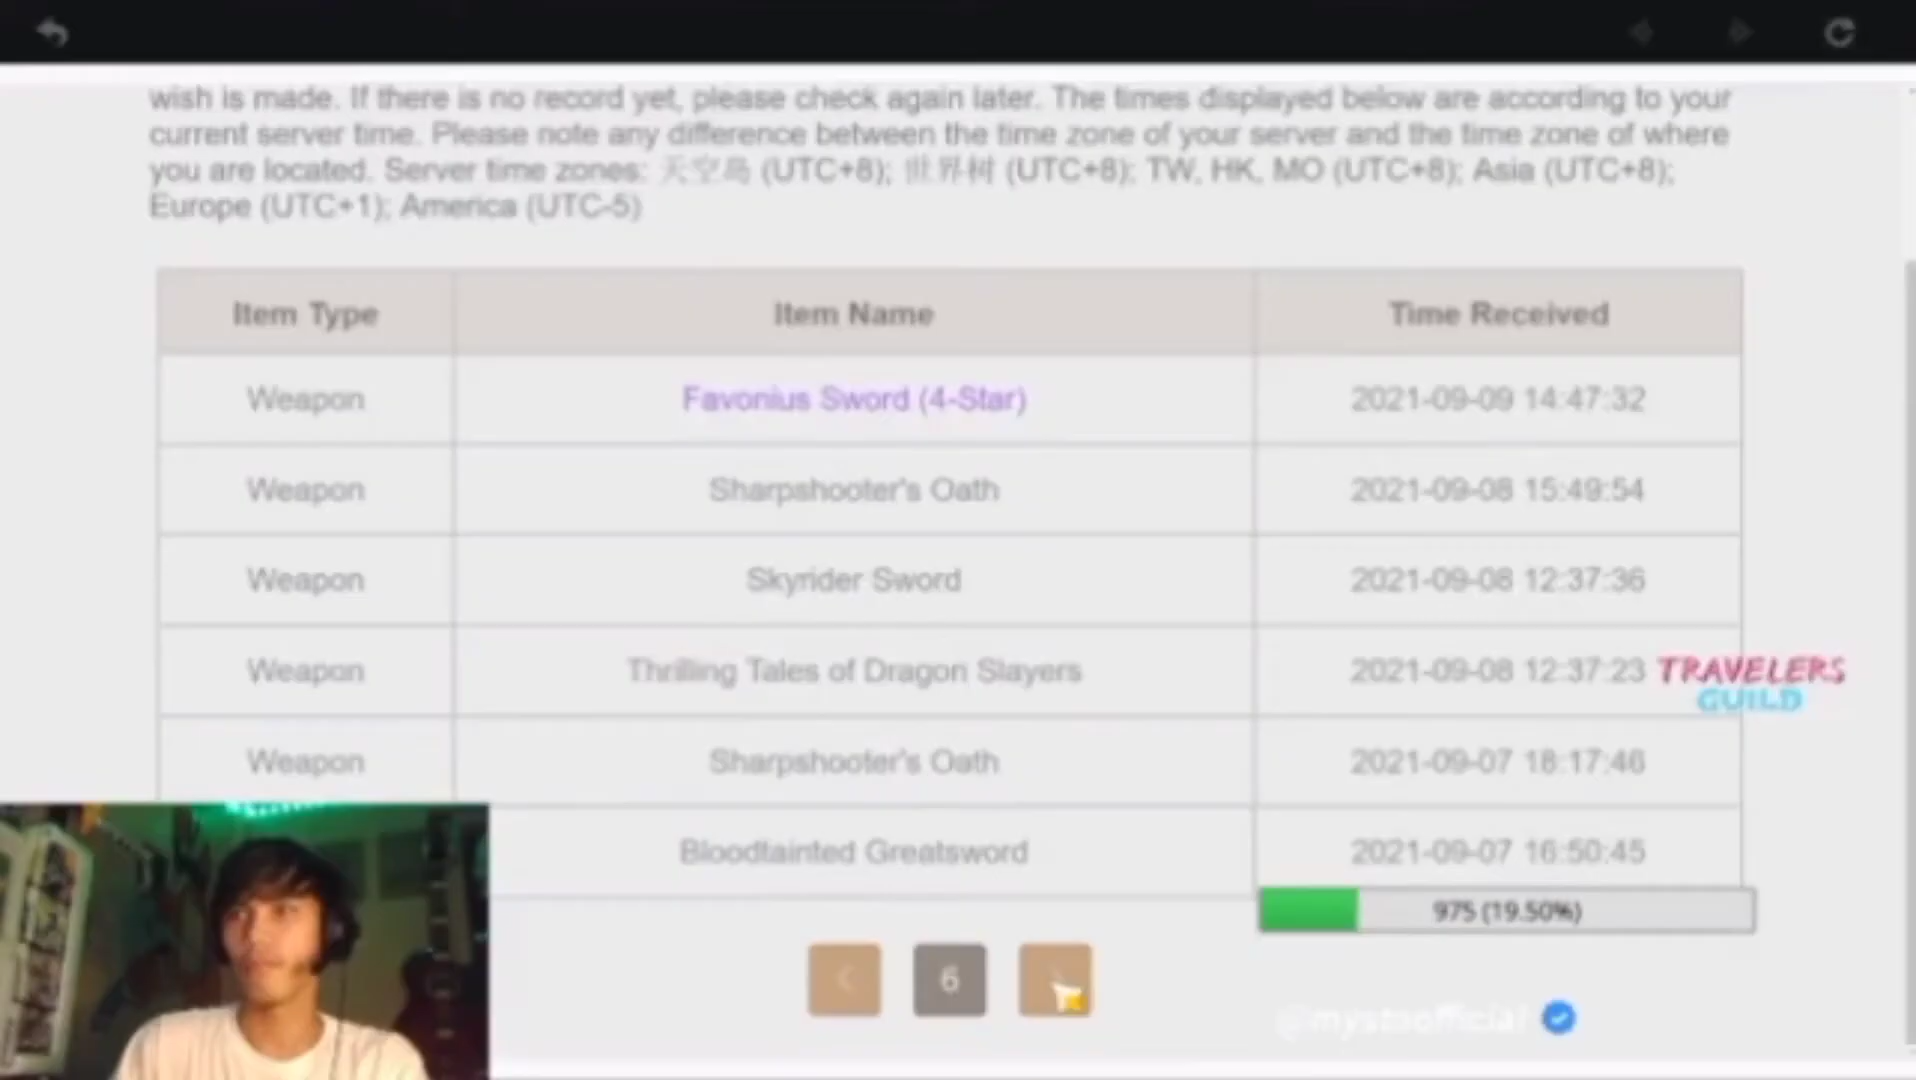 wish is made. If there is no record yet, please check again later. The times displayed below are according to your
current server time. Please note any difference between the time zone of your server and the time zone of where
you are located. Server time zones: 天空岛 (UTC+8); 世界树 (UTC+8); TW, HK, MO (UTC+8); Asia (UTC+8);
Europe (UTC+1); America (UTC-5)
Item Type Item Name Time Received
Weapon Favonius Sword (4-Star) 2021-09-09 14:47:32
Weapon Sharpshooter's Oath 2021-09-08 15:49:54
Weapon Skyrider Sword 2021-09-08 12:37:36
Weapon Thrilling Tales of Dragon Slayers 2021-09-08 12:37:23
TRAVELERS
GUILD
Weapon Sharpshooter's Oath 2021-09-07 18:17:46
Bloodtainted Greatsword 2021-09-07 16:50:45
975 (19.50%)
6